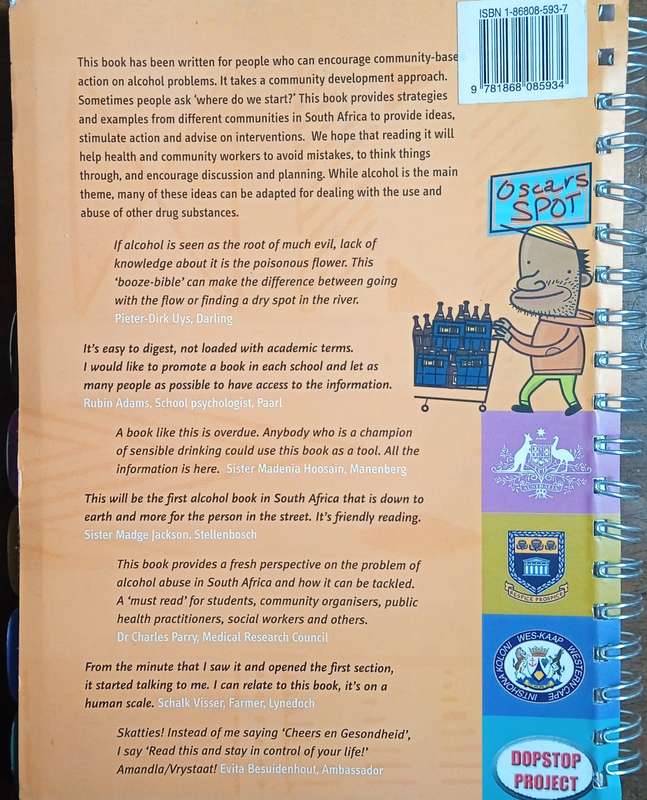 ISBN 1-86808-593-7
9 781868 085934
This book has been written for people who can encourage community-base
action on alcohol problems. It takes a community development approach.
Sometimes people ask ‘where do we start?’ This book provides strategies
and examples from different communities in South Africa to provide ideas,
stimulate action and advise on interventions. We hope that reading it will
help health and community workers to avoid mistakes, to think things
through, and encourage discussion and planning. While alcohol is the main
theme, many of these ideas can be adapted for dealing with the use and
abuse of other drug substances.
Oscars
SPOT
If alcohol is seen as the root of much evil, lack of
knowledge about it is the poisonous flower. This
‘booze-bible’ can make the difference between going
with the flow or finding a dry spot in the river.
Pieter-Dirk Uys, Darling
It's easy to digest, not loaded with academic terms.
I would like to promote a book in each school and let as
many people as possible to have access to the information.
Rubin Adams, School psychologist, Paarl
A book like this is overdue. Anybody who is a champion
of sensible drinking could use this book as a tool. All the
information is here. Sister Madenia Hoosain, Manenberg
This will be the first alcohol book in South Africa that is down to
earth and more for the person in the street. It's friendly reading.
Sister Madge Jackson, Stellenbosch
This book provides a fresh perspective on the problem of
alcohol abuse in South Africa and how it can be tackled.
A ‘must read’ for students, community organisers, public
health practitioners, social workers and others.
Dr Charles Parry, Medical Research Council
From the minute that I saw it and opened the first section,
it started talking to me. I can relate to this book, it's on a
human scale. Schalk Visser, Farmer, Lynedoch
Skatties! Instead of me saying ‘Cheers en Gesondheid’,
I say ‘Read this and stay in control of your life!’
Amandla/Vrystaat! Evita Besuidenhout, Ambassador
AUSTRALIA
RESPICE PROSPICE
INTSHONA KOLONI WES-KAAP WESTERN CAPE
DOPSTOP
PROJECT